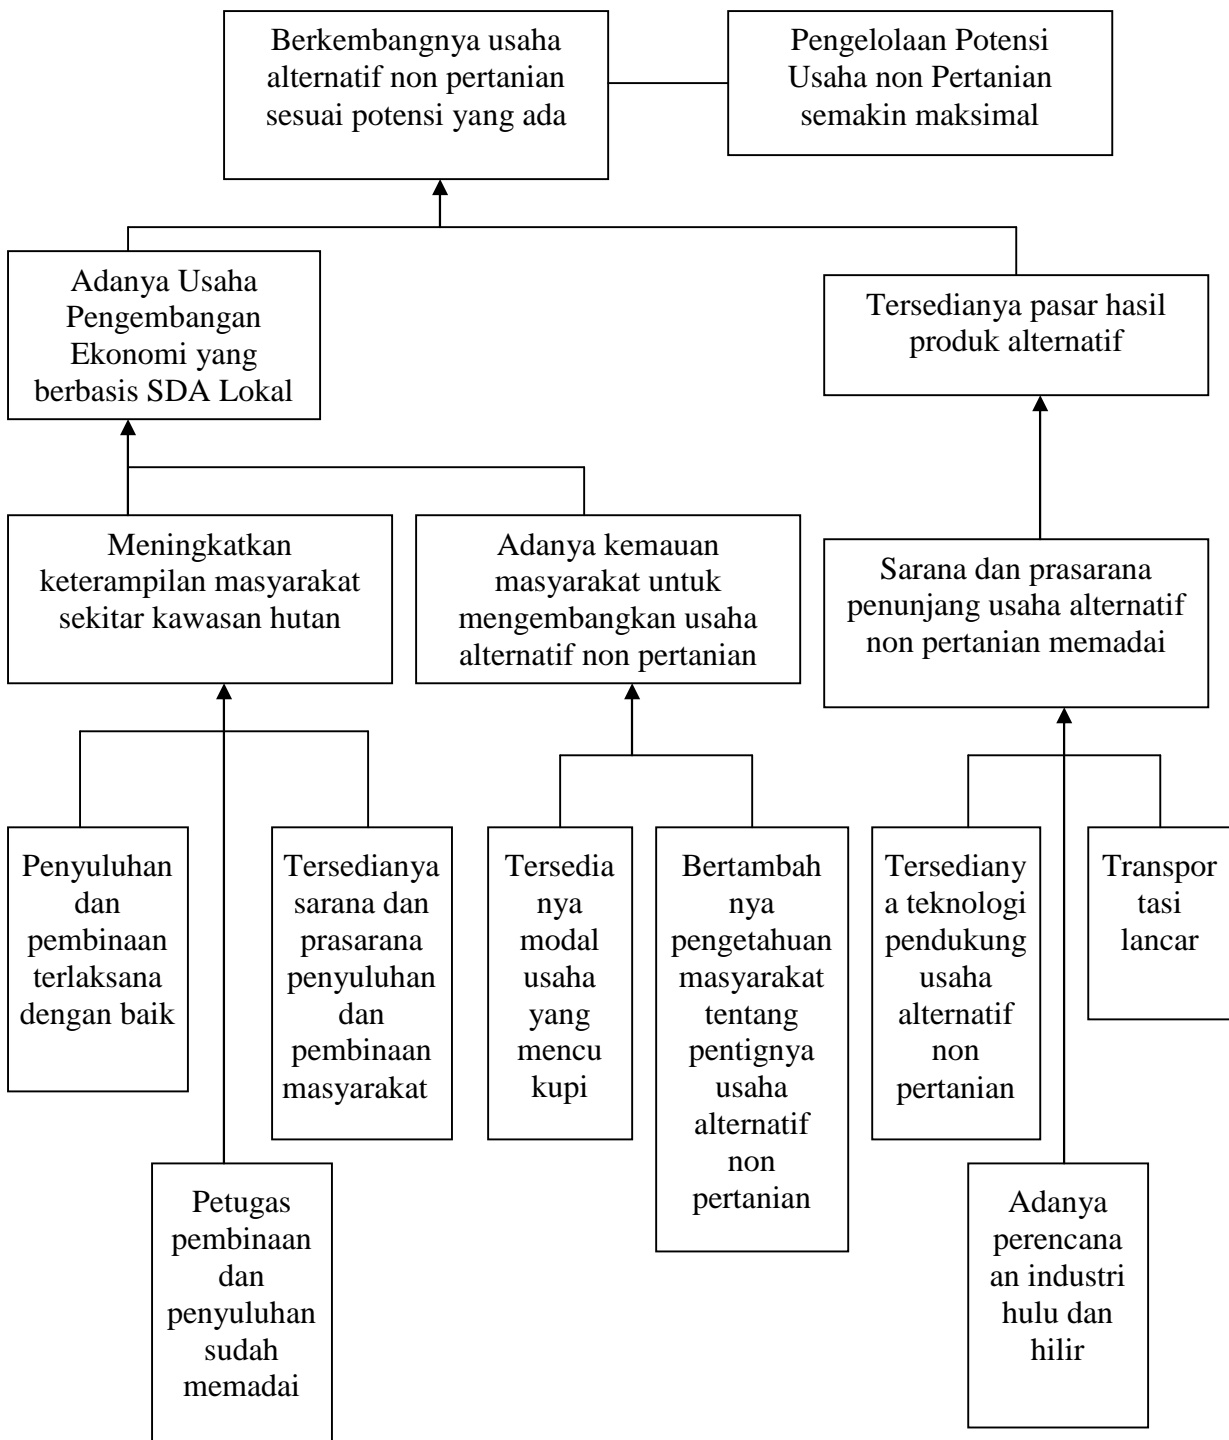 Berkembangnya usaha
alternatif non pertanian
sesuai potensi yang ada
Pengelolaan Potensi
Usaha non Pertanian
semakin maksimal
Adanya Usaha
Pengembangan
Ekonomi yang
berbasis SDA Lokal
Tersedianya pasar hasil
produk alternatif
Meningkatkan
keterampilan masyarakat
sekitar kawasan hutan
Adanya kemauan
masyarakat untuk
mengembangkan usaha
alternatif non pertanian
Sarana dan prasarana
penunjang usaha alternatif
non pertanian memadai
Penyuluhan
dan
pembinaan
terlaksana
dengan baik
Tersedianya
sarana dan
prasarana
penyuluhan
dan
pembinaan
masyarakat
Tersedia
nya
modal
usaha
yang
mencu
kupi
Bertambah
nya
pengetahuan
masyarakat
tentang
pentignya
usaha
alternatif
non
pertanian
Tersediany
a teknologi
pendukung
usaha
alternatif
non
pertanian
Transpor
tasi
lancar
Petugas
pembinaan
dan
penyuluhan
sudah
memadai
Adanya
perencana
an industri
hulu dan
hilir